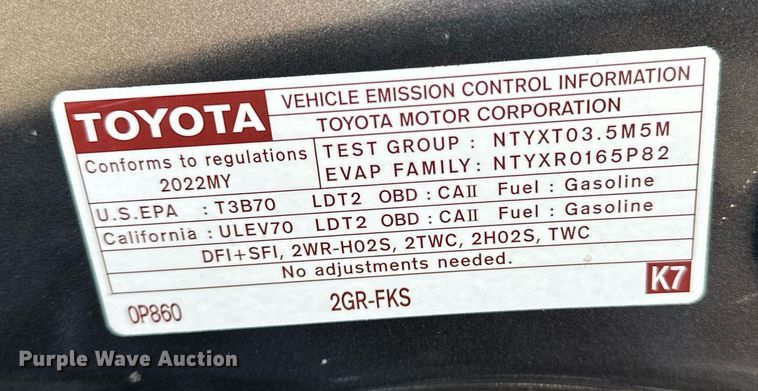 TOYOTA
VEHICLE EMISSION CONTROL INFORMATION
TOYOTA MOTOR CORPORATION
Conforms to regulations
2022MY
TEST GROUP : NTYXT03.5M5M
EVAP FAMILY: NTYXR0165P82
U.S.EPA : T3B70 LDT2 OBD : CAII Fuel : Gasoline
California : ULEV70 LDT2 OBD : CAII Fuel : Gasoline
DFI+SFI, 2WR-HO2S, 2TWC, 2HO2S, TWC
No adjustments needed.
0P860
2GR-FKS
K7
Purple Wave Auction